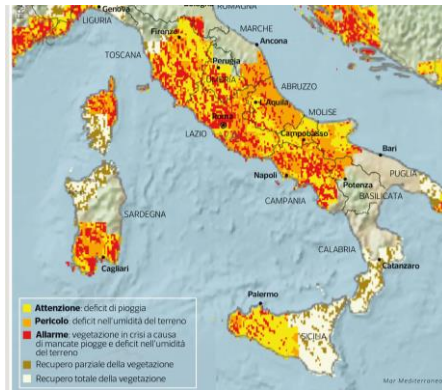 ROMAGNA
Genova
LIGURIA
MARCHE
Firenze
Ancona
TOSCANA
Perugia
UMBRIA
ABRUZZO
L'Aquila
MOLISE
Roma
LAZIO
Campobasso
Bari
Napoli
PUGLIA
Potenza
CAMPANIA
BASILICATA
SARDEGNA
CALABRIA
Cagliari
Catanzaro
Palermo
SICILIA
Attenzione: deficit di pioggia
Pericolo: deficit nell'umidità del terreno
Allarme: vegetazione in crisi a causa
di mancate piogge e deficit nell'umidità
del terreno
Recupero parziale della vegetazione
Recupero totale della vegetazione
Mar Mediterraneo